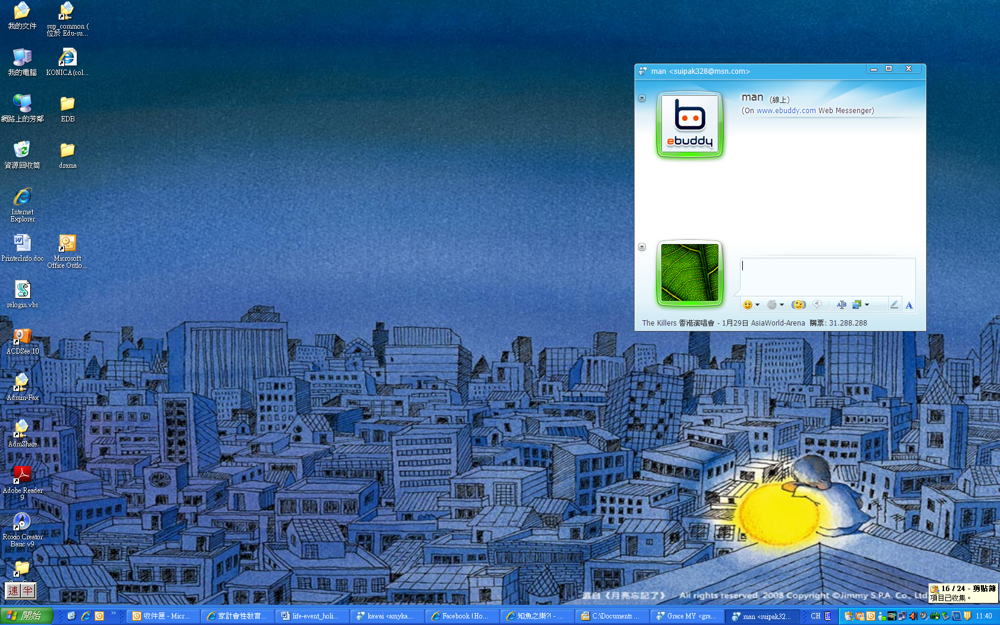 我的文件
sup_common (
位於 Edu-su...
我的電腦
KONICA(col...
網路上的芳鄰
EDB
資源回收筒
drama
Internet
Explorer
PrinterInfo.doc
Microsoft
Office Outlo...
relogin.vbs
ACDSee 10
Admin-Fax
AdmShare
Adobe Reader
9
Roxio Creator
Basic v9
速 半
man <suipak328@msn.com>
man (線上)
(On www.ebuddy.com Web Messenger)
ebuddy
The Killers 香港演唱會 - 1月29日 AsiaWorld-Arena 購票: 31.288.288
選自《月亮忘記了》 All rights reserved. 2008 Copyright ©Jimmy S.P.A. Co., Ltd
16 / 24 - 剪貼簿
項目已收集。
開始
收件匣 - Micr...
家計會性教育...
life-event_holi...
kawai <amyka...
Facebook | Ho...
知魚之樂?! - ...
C:\Documents ...
Grace MY <gra...
man <suipak32...
CH
11:40